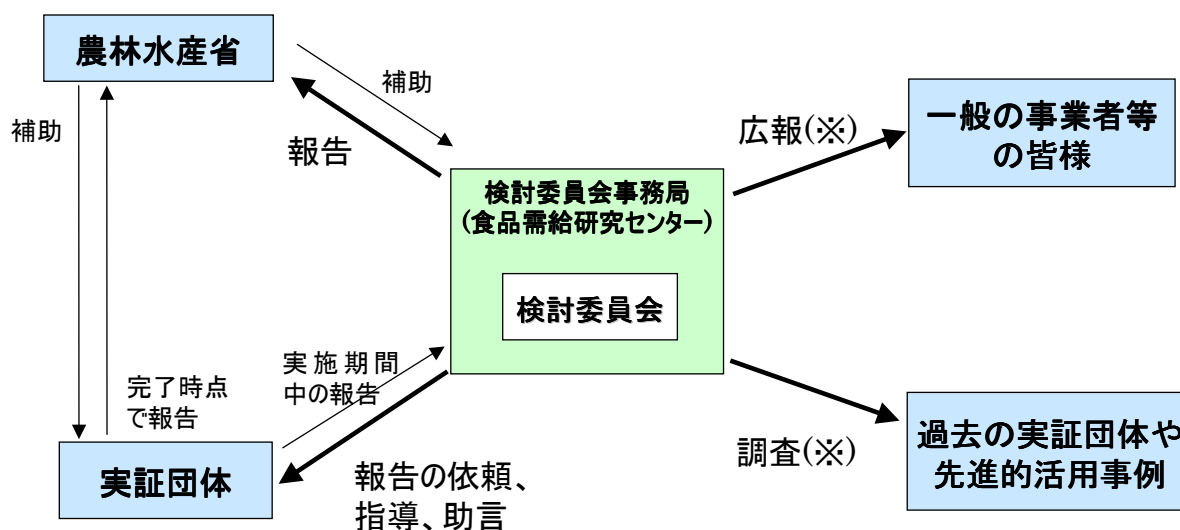 農林水産省
補助
補助
報告
広報(※)
一般の事業者等
の皆様
検討委員会事務局
(食品需給研究センター)
検討委員会
実施期間
中の報告
完了時点
で報告
調査(※)
過去の実証団体や
先進的活用事例
実証団体
報告の依頼、
指導、助言